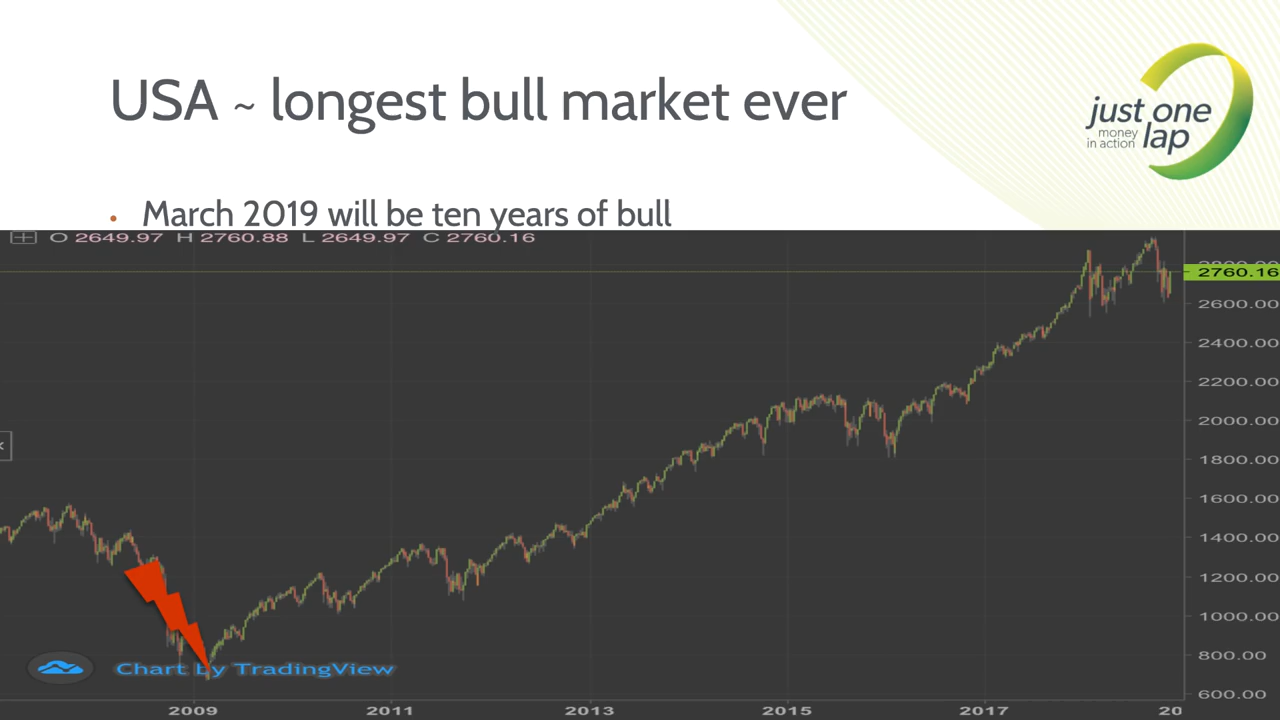 USA ~ longest bull market ever
just one
money
in action lap
• March 2019 will be ten years of bull
O 2649.97 H 2760.88 L 2649.97 C 2760.16
2800.00
2760.16
2600.00
2400.00
2200.00
2000.00
1800.00
1600.00
1400.00
1200.00
1000.00
800.00
600.00
Chart by TradingView
2009 2011 2013 2015 2017 20